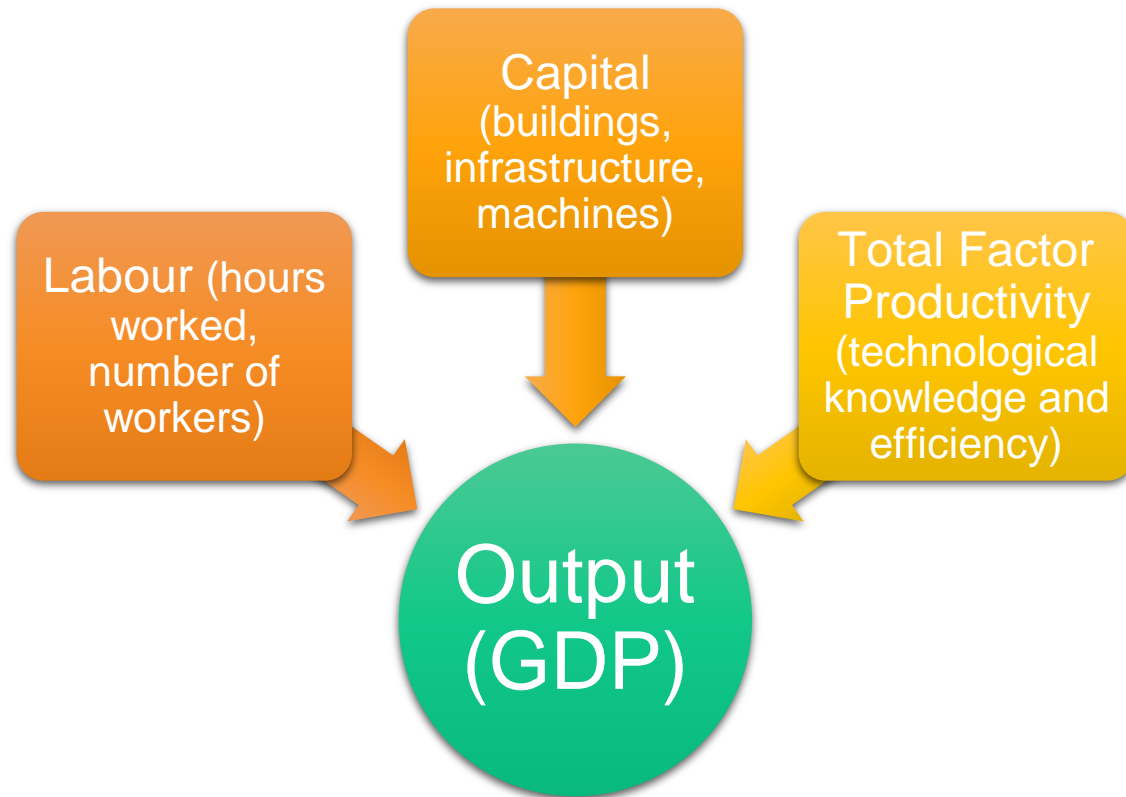 Capital
(buildings,
infrastructure,
machines)
Labour (hours
worked,
number of
workers)
Total Factor
Productivity
(technological
knowledge and
efficiency)
Output
(GDP)